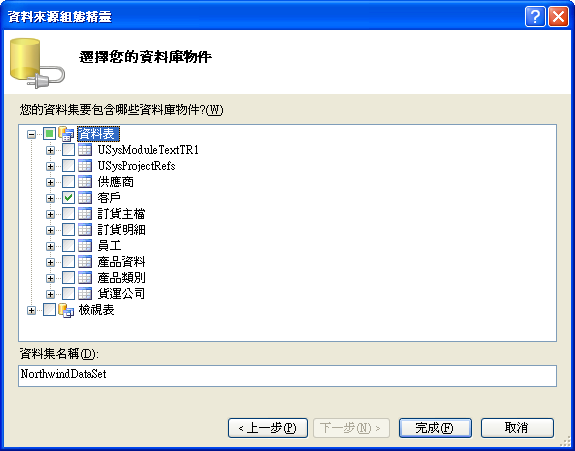 資料來源組態精靈
選擇您的資料庫物件
您的資料集要包含哪些資料庫物件?(W)
資料表
USysModuleTextTR1
USysProjectRefs
供應商
客戶
訂貨主檔
訂貨明細
員工
產品資料
產品類別
貨運公司
檢視表
資料集名稱(D):
NorthwindDataSet
< 上一步(P)
下一步(N) >
完成(F)
取消